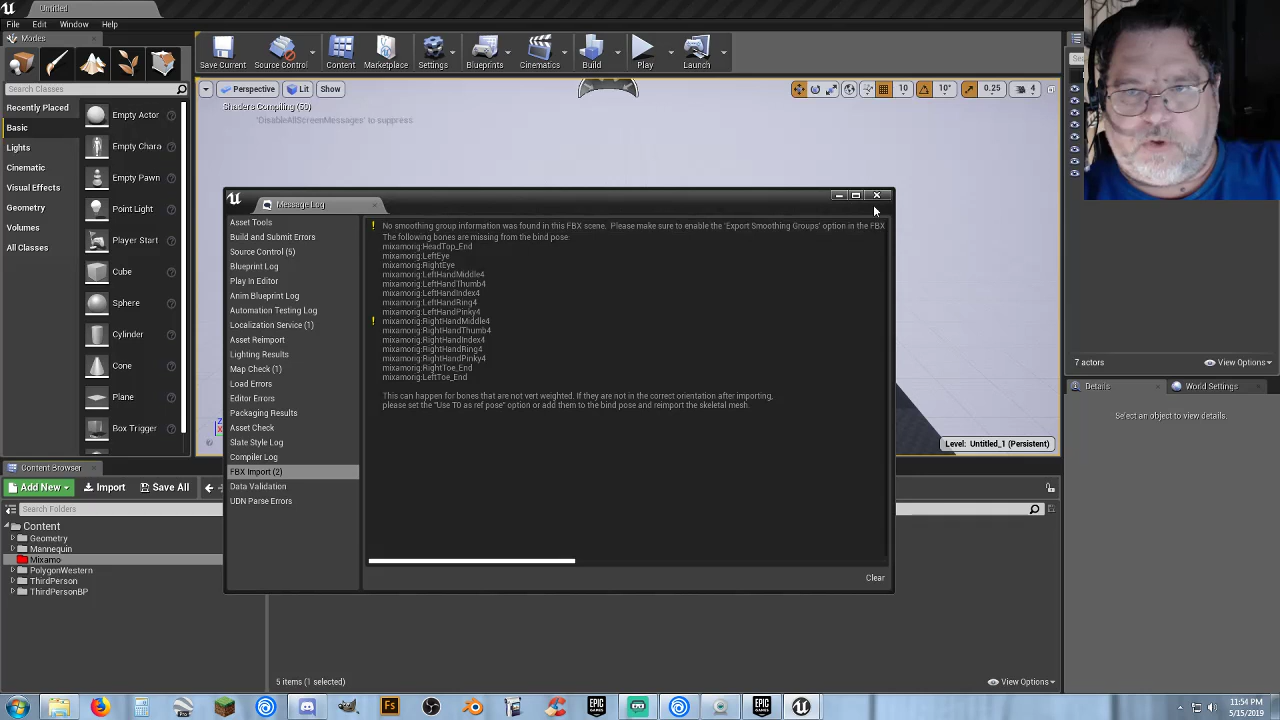 Untitled
File Edit Window Help
Modes
Save Current Source Control Content Marketplace Settings Blueprints Cinematics Build Play Launch
Search Classes
Perspective Lit Show
10 10° 0.25 4
Recently Placed
Basic
Lights
Cinematic
Visual Effects
Geometry
Volumes
All Classes
Empty Actor
Empty Chara
Empty Pawn
Point Light
Player Start
Cube
Sphere
Cylinder
Cone
Plane
Box Trigger
'DisableAllScreenMessages' to suppress
Message Log
Asset Tools
Build and Submit Errors
Source Control (5)
Blueprint Log
Play In Editor
Anim Blueprint Log
Automation Testing Log
Localization Service (1)
Asset Reimport
Lighting Results
Map Check (1)
Load Errors
Editor Errors
Packaging Results
Asset Check
Slate Style Log
Compiler Log
FBX Import (2)
Data Validation
UDN Parse Errors
No smoothing group information was found in this FBX scene. Please make sure to enable the 'Export Smoothing Groups' option in the FBX
The following bones are missing from the bind pose:
mixamorig:HeadTop_End
mixamorig:LeftEye
mixamorig:RightEye
mixamorig:LeftHandMiddle4
mixamorig:LeftHandThumb4
mixamorig:LeftHandIndex4
mixamorig:LeftHandRing4
mixamorig:LeftHandPinky4
mixamorig:RightHandMiddle4
mixamorig:RightHandThumb4
mixamorig:RightHandIndex4
mixamorig:RightHandRing4
mixamorig:RightHandPinky4
mixamorig:RightToe_End
mixamorig:LeftToe_End
This can happen for bones that are not vert weighted. If they are not in the correct orientation after importing,
please set the "Use T0 as ref pose" option or add them to the bind pose and reimport the skeletal mesh.
Clear
7 actors View Options
Details World Settings
Select an object to view details.
Level: Untitled_1 (Persistent)
Content Browser
Add New Import Save All
Search Folders
Content
Geometry
Mannequin
Mixamo
PolygonWestern
ThirdPerson
ThirdPersonBP
5 items (1 selected) View Options
11:54 PM
5/15/2019